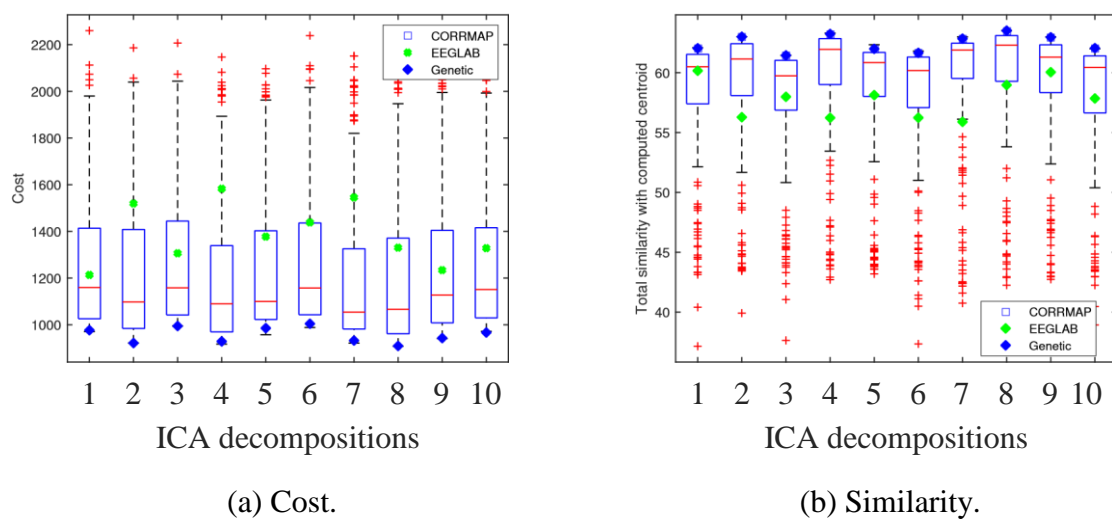 2200
2000
1800
1600
1400
1200
1000
Cost
CORRMAP
EEGLAB
Genetic
1 2 3 4 5 6 7 8 9 10
ICA decompositions
(a) Cost.
60
55
50
45
40
Total similarity with computed centroid
CORRMAP
EEGLAB
Genetic
1 2 3 4 5 6 7 8 9 10
ICA decompositions
(b) Similarity.